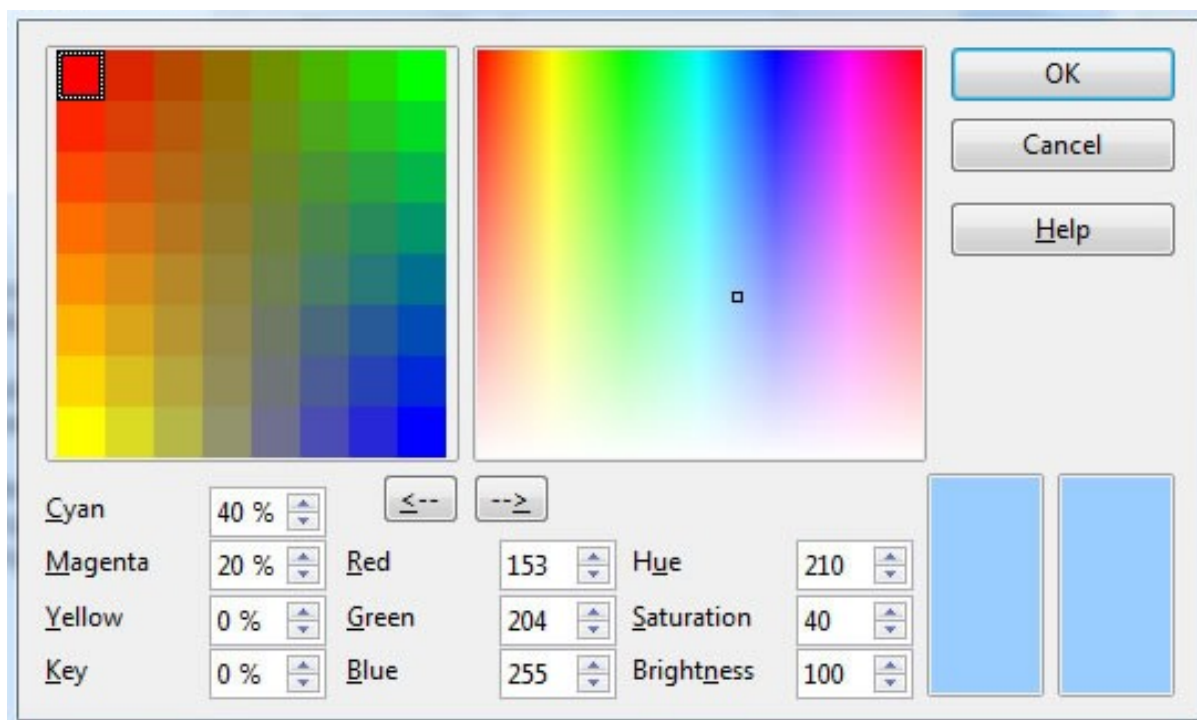 OK
Cancel
Help
<-- -->
Cyan 40 %
Magenta 20 % Red 153 Hue 210
Yellow 0 % Green 204 Saturation 40
Key 0 % Blue 255 Brightness 100